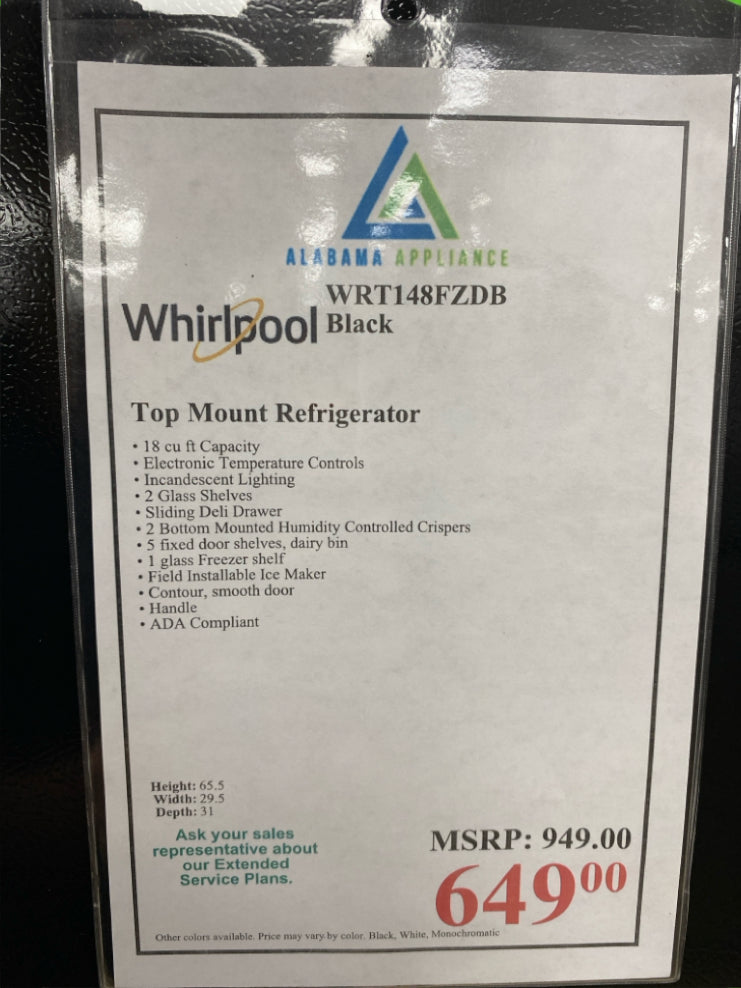 ALABAMA APPLIANCE
Whirlpool
WRT148FZDB
Black
Top Mount Refrigerator
• 18 cu ft Capacity
• Electronic Temperature Controls
• Incandescent Lighting
• 2 Glass Shelves
• Sliding Deli Drawer
• 2 Bottom Mounted Humidity Controlled Crispers
• 5 fixed door shelves, dairy bin
• 1 glass Freezer shelf
• Field Installable Ice Maker
• Contour, smooth door
• Handle
• ADA Compliant
Height: 65.5
Width: 29.5
Depth: 31
Ask your sales
representative about
our Extended
Service Plans.
MSRP: 949.00
649⁰⁰
Other colors available. Price may vary by color. Black, White, Monochromatic